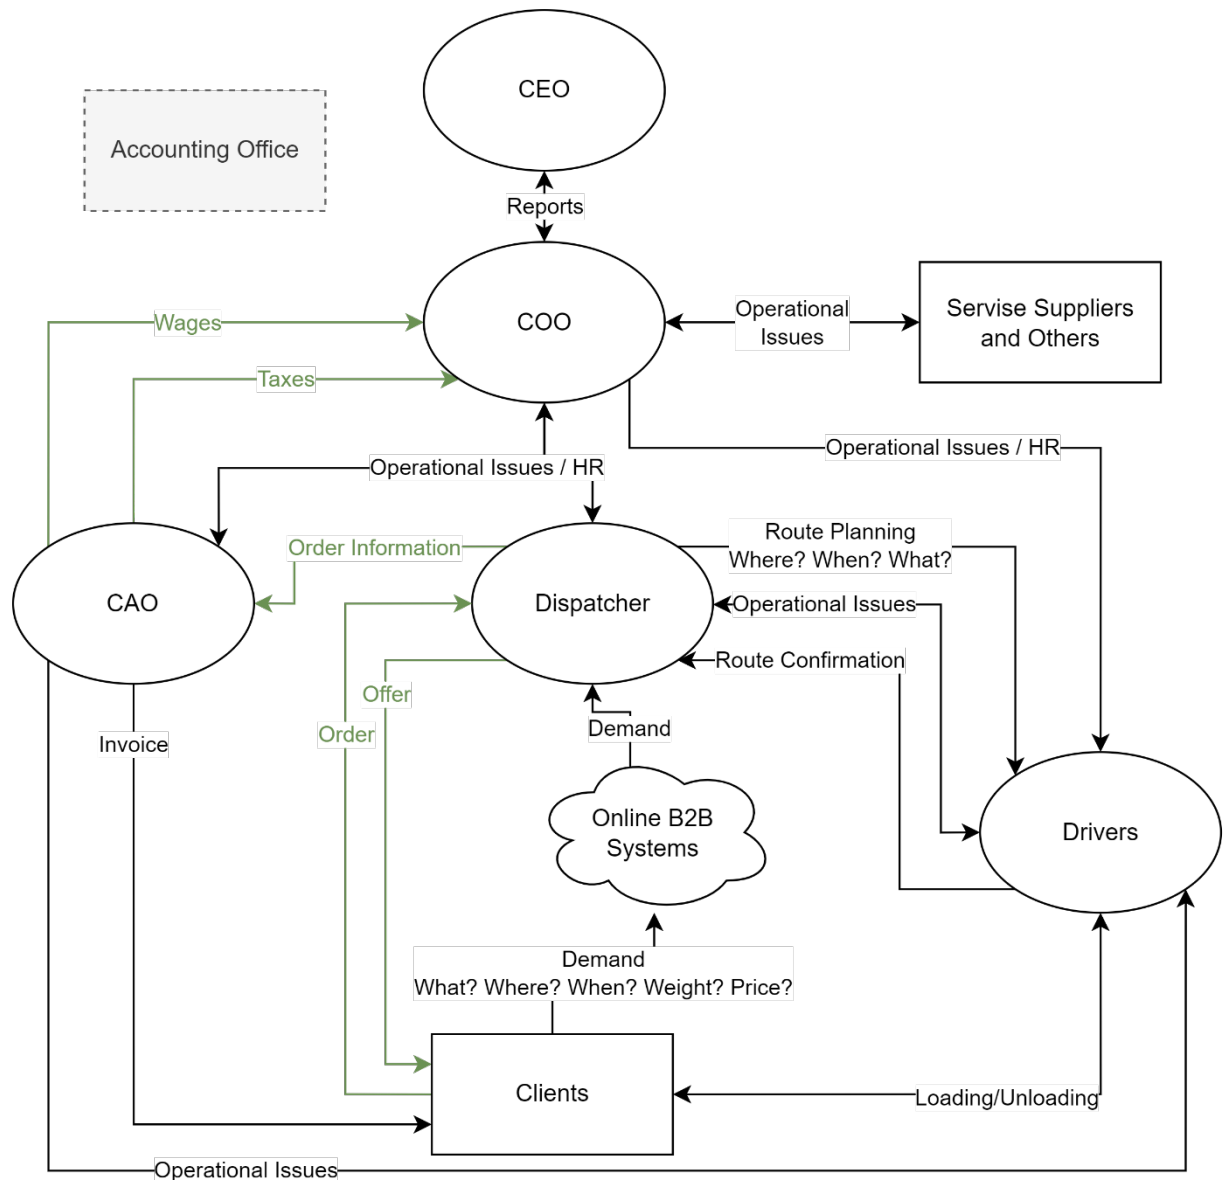 CEO
Accounting Office
Reports
COO
Wages
Operational
Issues
Servise Suppliers
and Others
Taxes
Operational Issues / HR
Operational Issues / HR
Order Information
Route Planning
Where? When? What?
CAO
Dispatcher
Operational Issues
Route Confirmation
Offer
Order
Invoice
Demand
Online B2B
Systems
Drivers
Demand
What? Where? When? Weight? Price?
Clients
Loading/Unloading
Operational Issues